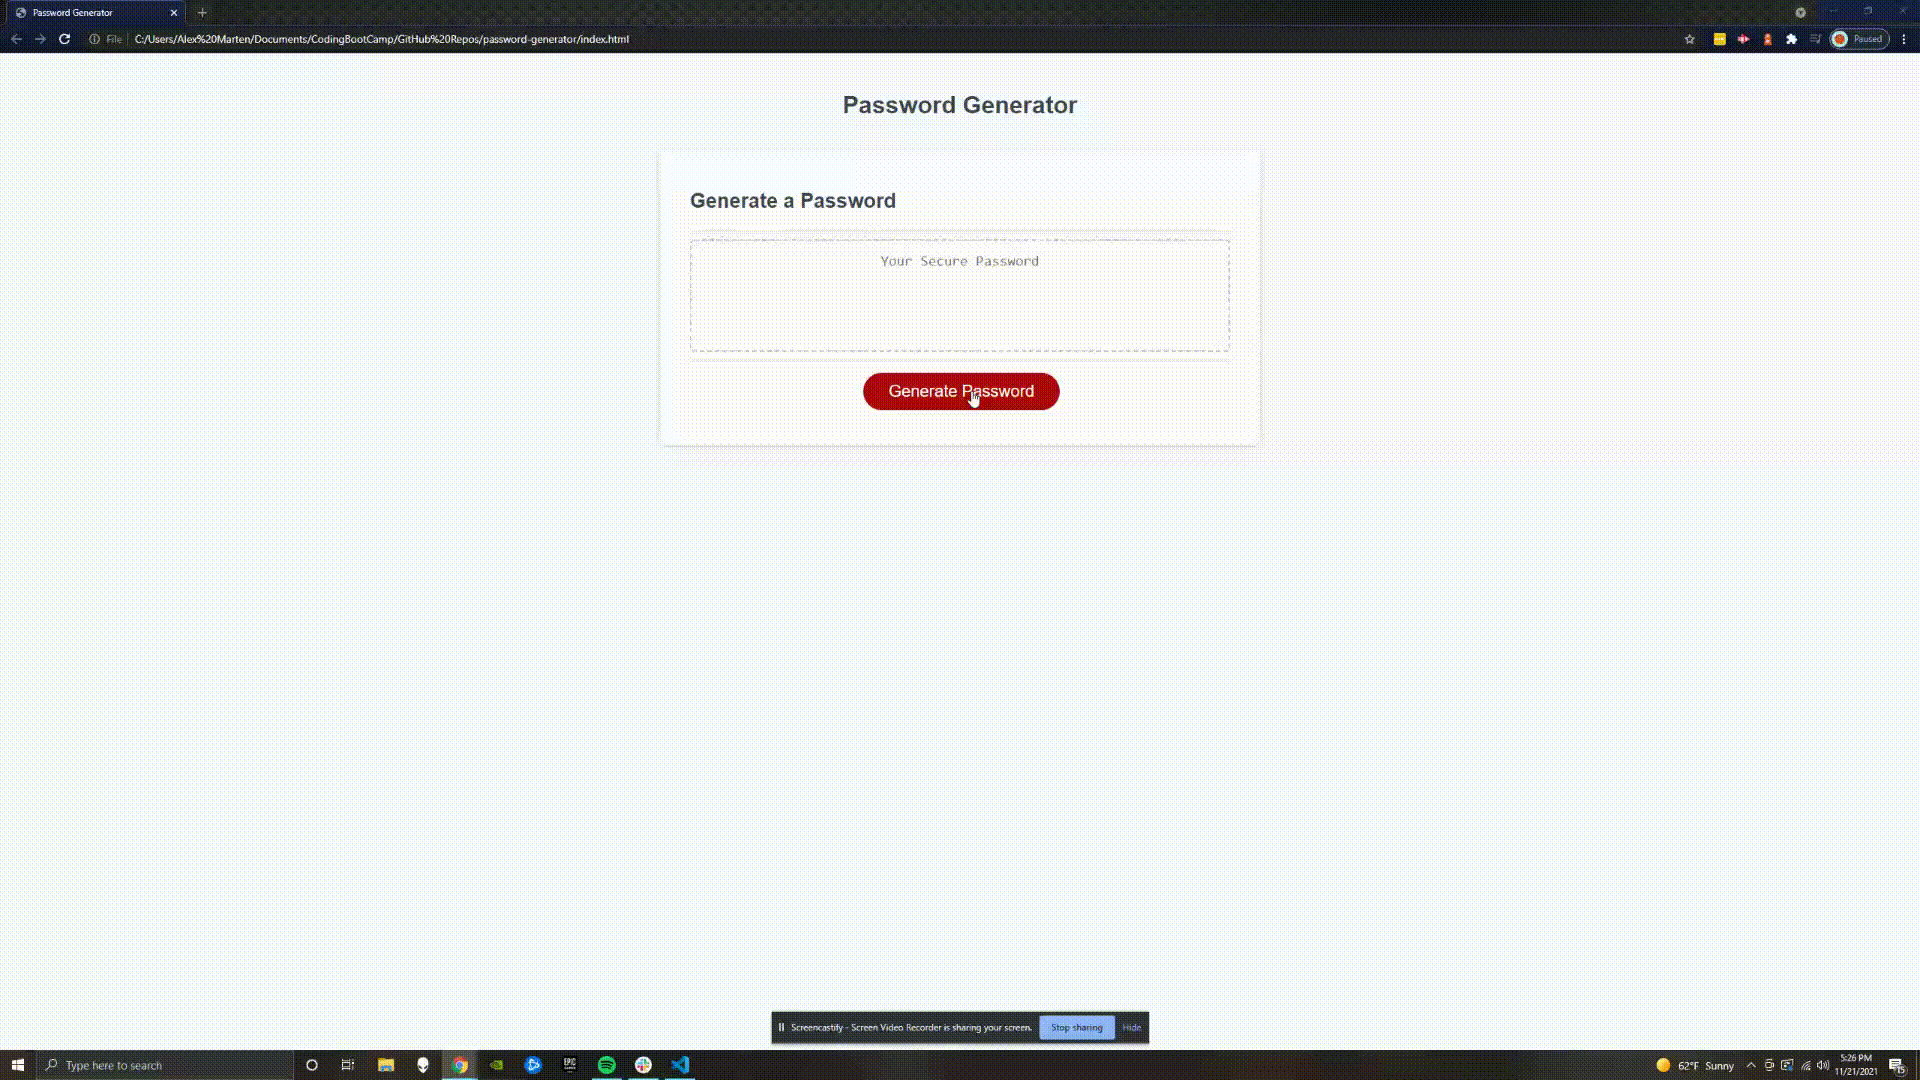 Password Generator
File C:/Users/Alex%20Marten/Documents/CodingBootCamp/GitHub%20Repos/password-generator/index.html
Paused
Password Generator
Generate a Password
Your Secure Password
Generate Password
Screencastify - Screen Video Recorder is sharing your screen. Stop sharing Hide
EPIC
Type here to search
62°F Sunny
5:26 PM
11/21/2021
15